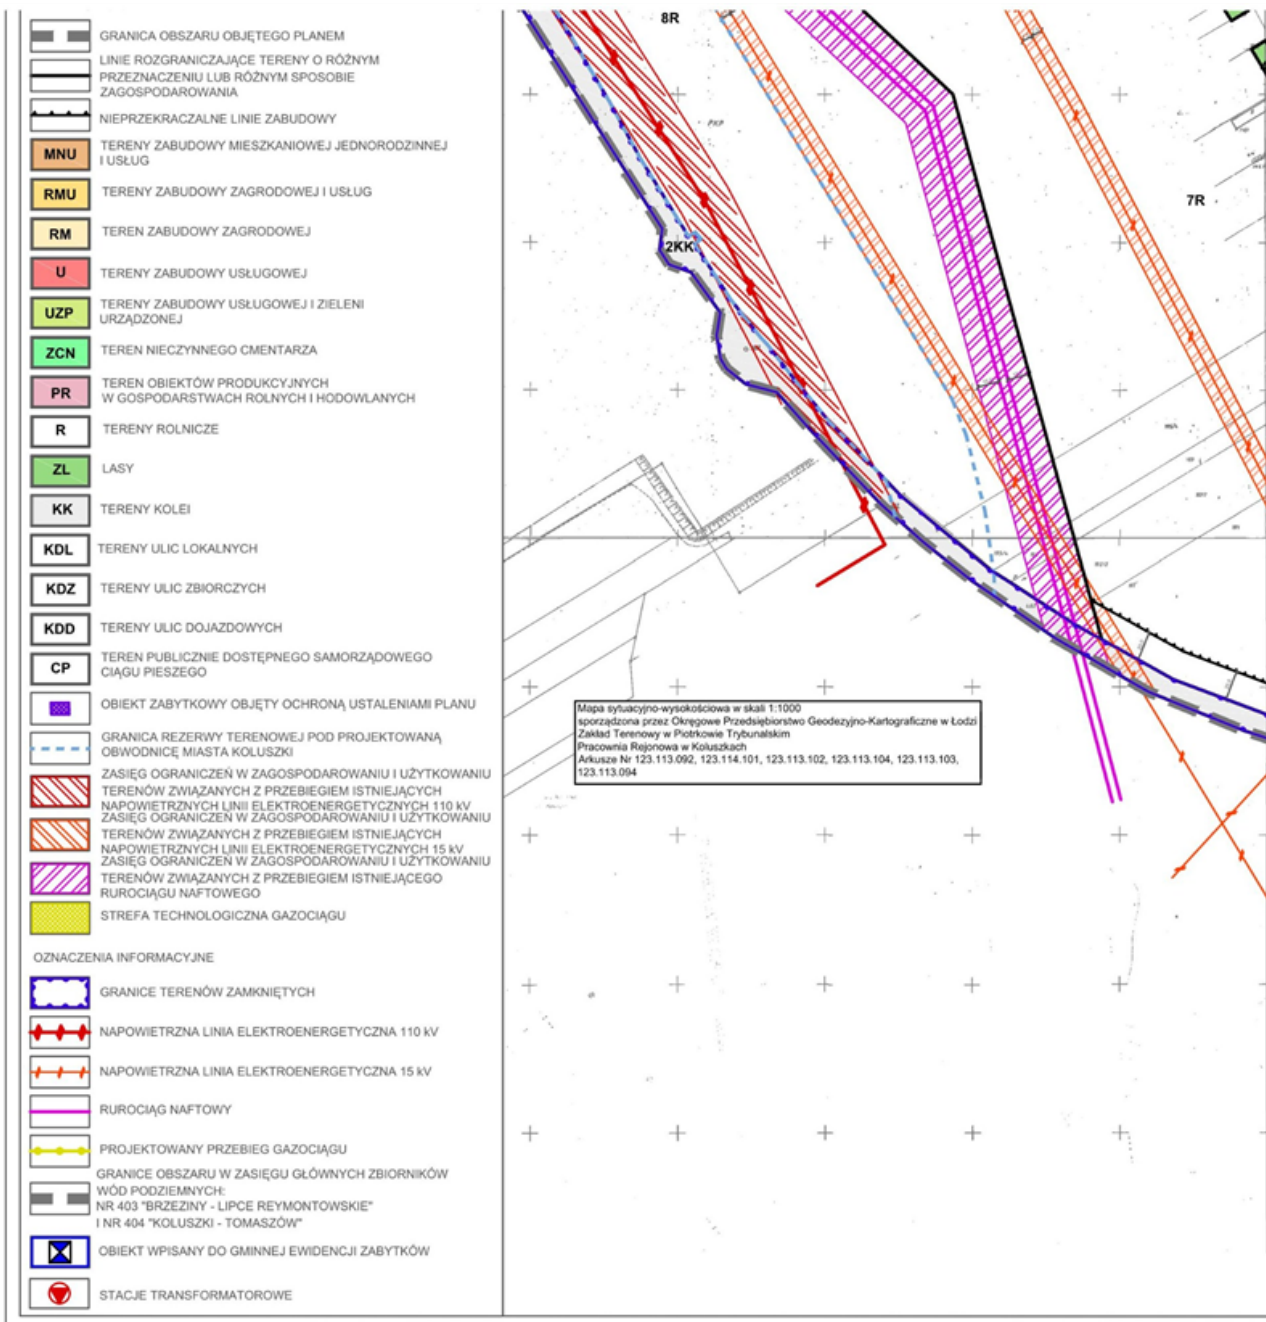 GRANICA OBSZARU OBJĘTEGO PLANEM
LINIE ROZGRANICZAJĄCE TERENY O RÓŻNYM
PRZEZNACZENIU LUB RÓŻNYM SPOSOBIE
ZAGOSPODAROWANIA
NIEPRZEKRACZALNE LINIE ZABUDOWY
MNU
TERENY ZABUDOWY MIESZKANIOWEJ JEDNORODZINNEJ
I USŁUG
RMU
TERENY ZABUDOWY ZAGRODOWEJ I USŁUG
RM
TEREN ZABUDOWY ZAGRODOWEJ
U
TERENY ZABUDOWY USŁUGOWEJ
UZP
TERENY ZABUDOWY USŁUGOWEJ I ZIELENI
URZĄDZONEJ
ZCN
TEREN NIECZYNNEGO CMENTARZA
PR
TEREN OBIEKTÓW PRODUKCYJNYCH
W GOSPODARSTWACH ROLNYCH I HODOWLANYCH
R
TERENY ROLNICZE
ZL
LASY
KK
TERENY KOLEI
KDL
TERENY ULIC LOKALNYCH
KDZ
TERENY ULIC ZBIORCZYCH
KDD
TERENY ULIC DOJAZDOWYCH
CP
TEREN PUBLICZNIE DOSTĘPNEGO SAMORZĄDOWEGO
CIĄGU PIESZEGO
OBIEKT ZABYTKOWY OBJĘTY OCHRONĄ USTALENIAMI PLANU
GRANICA REZERWY TERENOWEJ POD PROJEKTOWANĄ
OBWODNICĘ MIASTA KOLUSZKI
ZASIĘG OGRANICZEŃ W ZAGOSPODAROWANIU I UŻYTKOWANIU
TERENÓW ZWIĄZANYCH Z PRZEBIEGIEM ISTNIEJĄCYCH
NAPOWIETRZNYCH LINII ELEKTROENERGETYCZNYCH 110 kV
ZASIĘG OGRANICZEŃ W ZAGOSPODAROWANIU I UŻYTKOWANIU
TERENÓW ZWIĄZANYCH Z PRZEBIEGIEM ISTNIEJĄCYCH
NAPOWIETRZNYCH LINII ELEKTROENERGETYCZNYCH 15 kV
ZASIĘG OGRANICZEŃ W ZAGOSPODAROWANIU I UŻYTKOWANIU
TERENÓW ZWIĄZANYCH Z PRZEBIEGIEM ISTNIEJĄCEGO
RUROCIĄGU NAFTOWEGO
STREFA TECHNOLOGICZNA GAZOCIĄGU
OZNACZENIA INFORMACYJNE
GRANICE TERENÓW ZAMKNIĘTYCH
NAPOWIETRZNA LINIA ELEKTROENERGETYCZNA 110 kV
NAPOWIETRZNA LINIA ELEKTROENERGETYCZNA 15 kV
RUROCIĄG NAFTOWY
PROJEKTOWANY PRZEBIEG GAZOCIĄGU
GRANICE OBSZARU W ZASIĘGU GŁÓWNYCH ZBIORNIKÓW
WÓD PODZIEMNYCH:
NR 403 "BRZEZINY - LIPCE REYMONTOWSKIE"
I NR 404 "KOLUSZKI - TOMASZÓW"
OBIEKT WPISANY DO GMINNEJ EWIDENCJI ZABYTKÓW
STACJE TRANSFORMATOROWE
8R
PKP
7R
2KK
Mapa sytuacyjno-wysokościowa w skali 1:1000
sporządzona przez Okręgowe Przedsiębiorstwo Geodezyjno-Kartograficzne w Łodzi
Zakład Terenowy w Piotrkowie Trybunalskim
Pracownia Rejonowa w Koluszkach
Arkusze Nr 123.113.092, 123.114.101, 123.113.102, 123.113.104, 123.113.103,
123.113.094